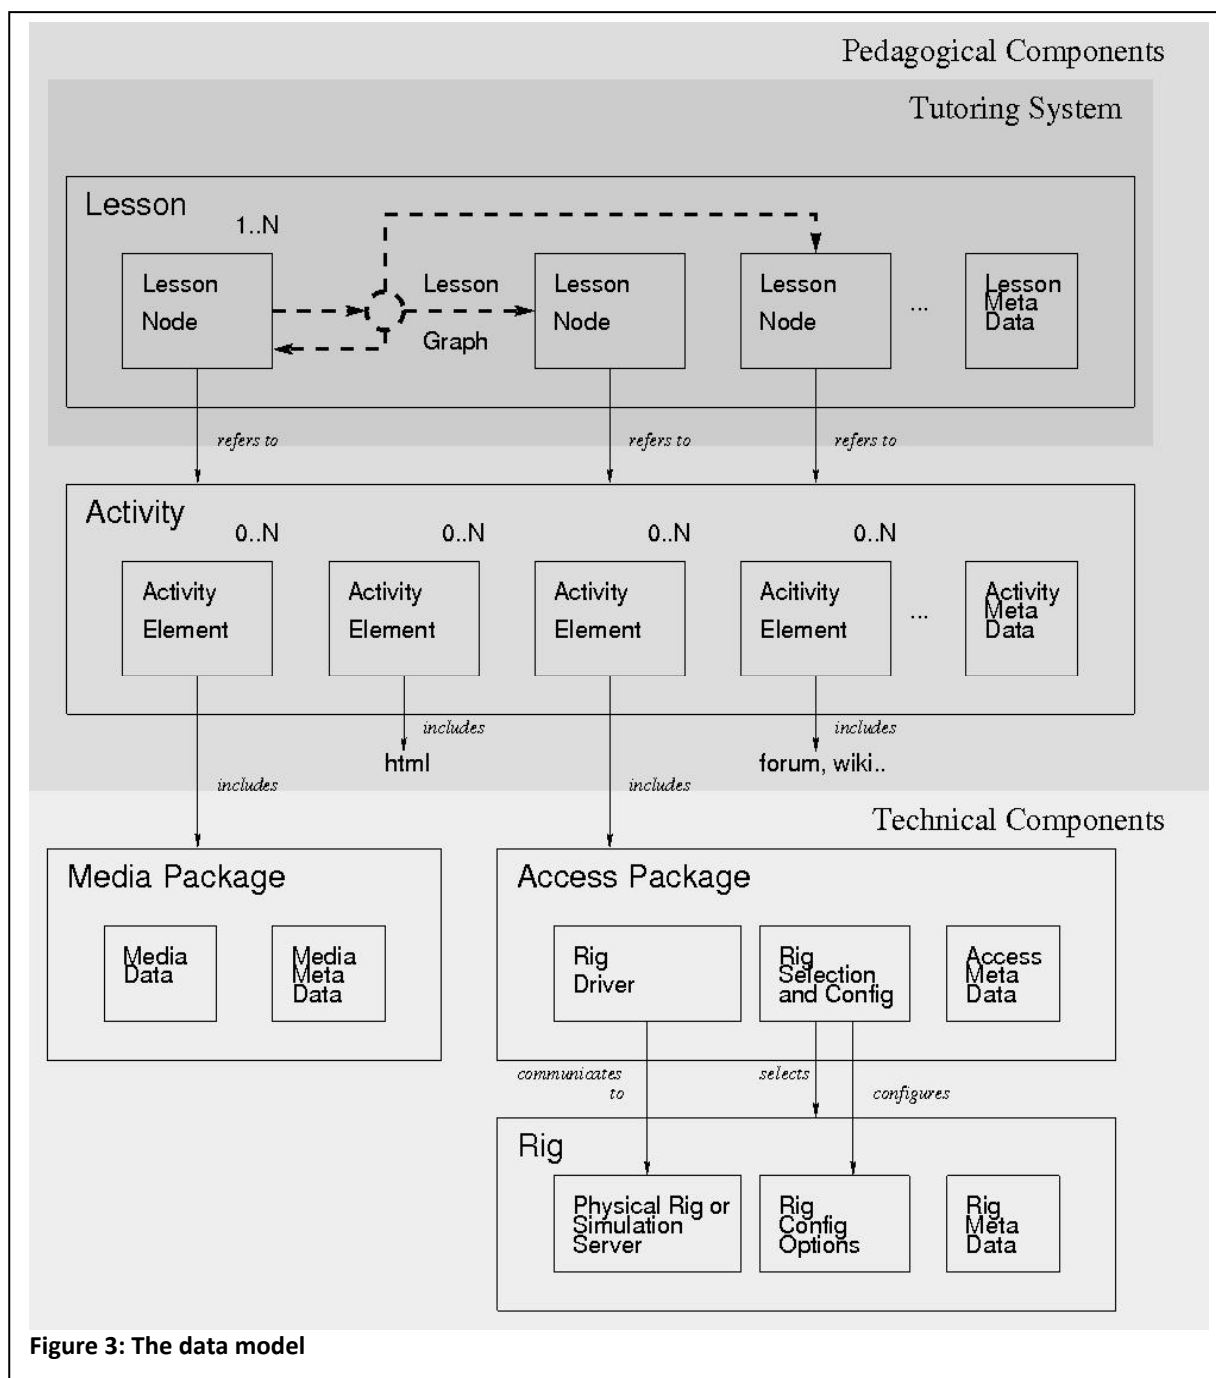 Pedagogical Components
Tutoring System
Lesson
1..N
Lesson
Node
Lesson
Graph
Lesson
Node
Lesson
Node
...
Lesson
Meta
Data
refers to
refers to
refers to
Activity
0..N
0..N
0..N
0..N
Activity
Element
Activity
Element
Activity
Element
Acitivity
Element
...
Activity
Meta
Data
includes
includes
html
forum, wiki..
includes
includes
Technical Components
Media Package
Media
Data
Media
Meta
Data
Access Package
Rig
Driver
Rig
Selection
and Config
Access
Meta
Data
communicates
to
selects
configures
Rig
Physical Rig or
Simulation
Server
Rig
Config
Options
Rig
Meta
Data
Figure 3: The data model